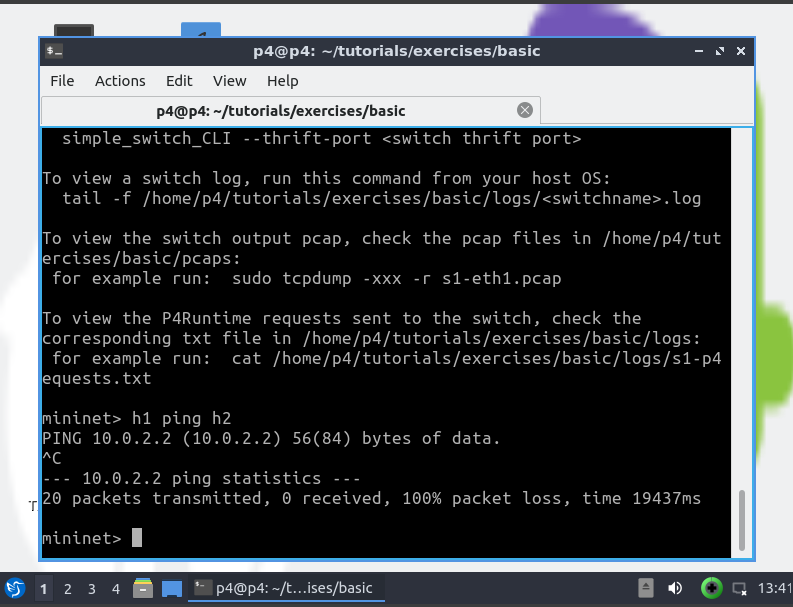 p4@p4: ~/tutorials/exercises/basic
File Actions Edit View Help
p4@p4: ~/tutorials/exercises/basic
simple_switch_CLI --thrift-port <switch thrift port>
To view a switch log, run this command from your host OS:
tail -f /home/p4/tutorials/exercises/basic/logs/<switchname>.log
To view the switch output pcap, check the pcap files in /home/p4/tut
ercises/basic/pcaps:
for example run:  sudo tcpdump -xxx -r s1-eth1.pcap
To view the P4Runtime requests sent to the switch, check the
corresponding txt file in /home/p4/tutorials/exercises/basic/logs:
for example run:  cat /home/p4/tutorials/exercises/basic/logs/s1-p4
equests.txt
mininet> h1 ping h2
PING 10.0.2.2 (10.0.2.2) 56(84) bytes of data.
^C
--- 10.0.2.2 ping statistics ---
20 packets transmitted, 0 received, 100% packet loss, time 19437ms
mininet>
1 2 3 4 p4@p4: ~/t...ises/basic 13:41